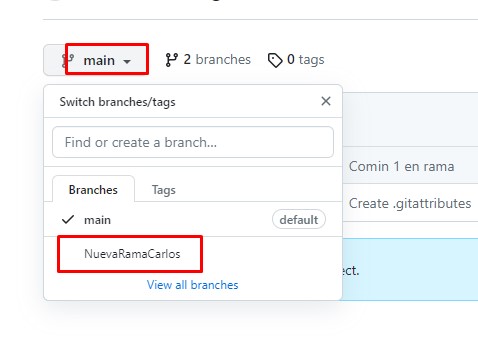 main
2 branches
0 tags
Switch branches/tags
Find or create a branch...
Branches
Tags
main
default
NuevaRamaCarlos
View all branches
Comin 1 en rama
Create .gitattributes
ect.